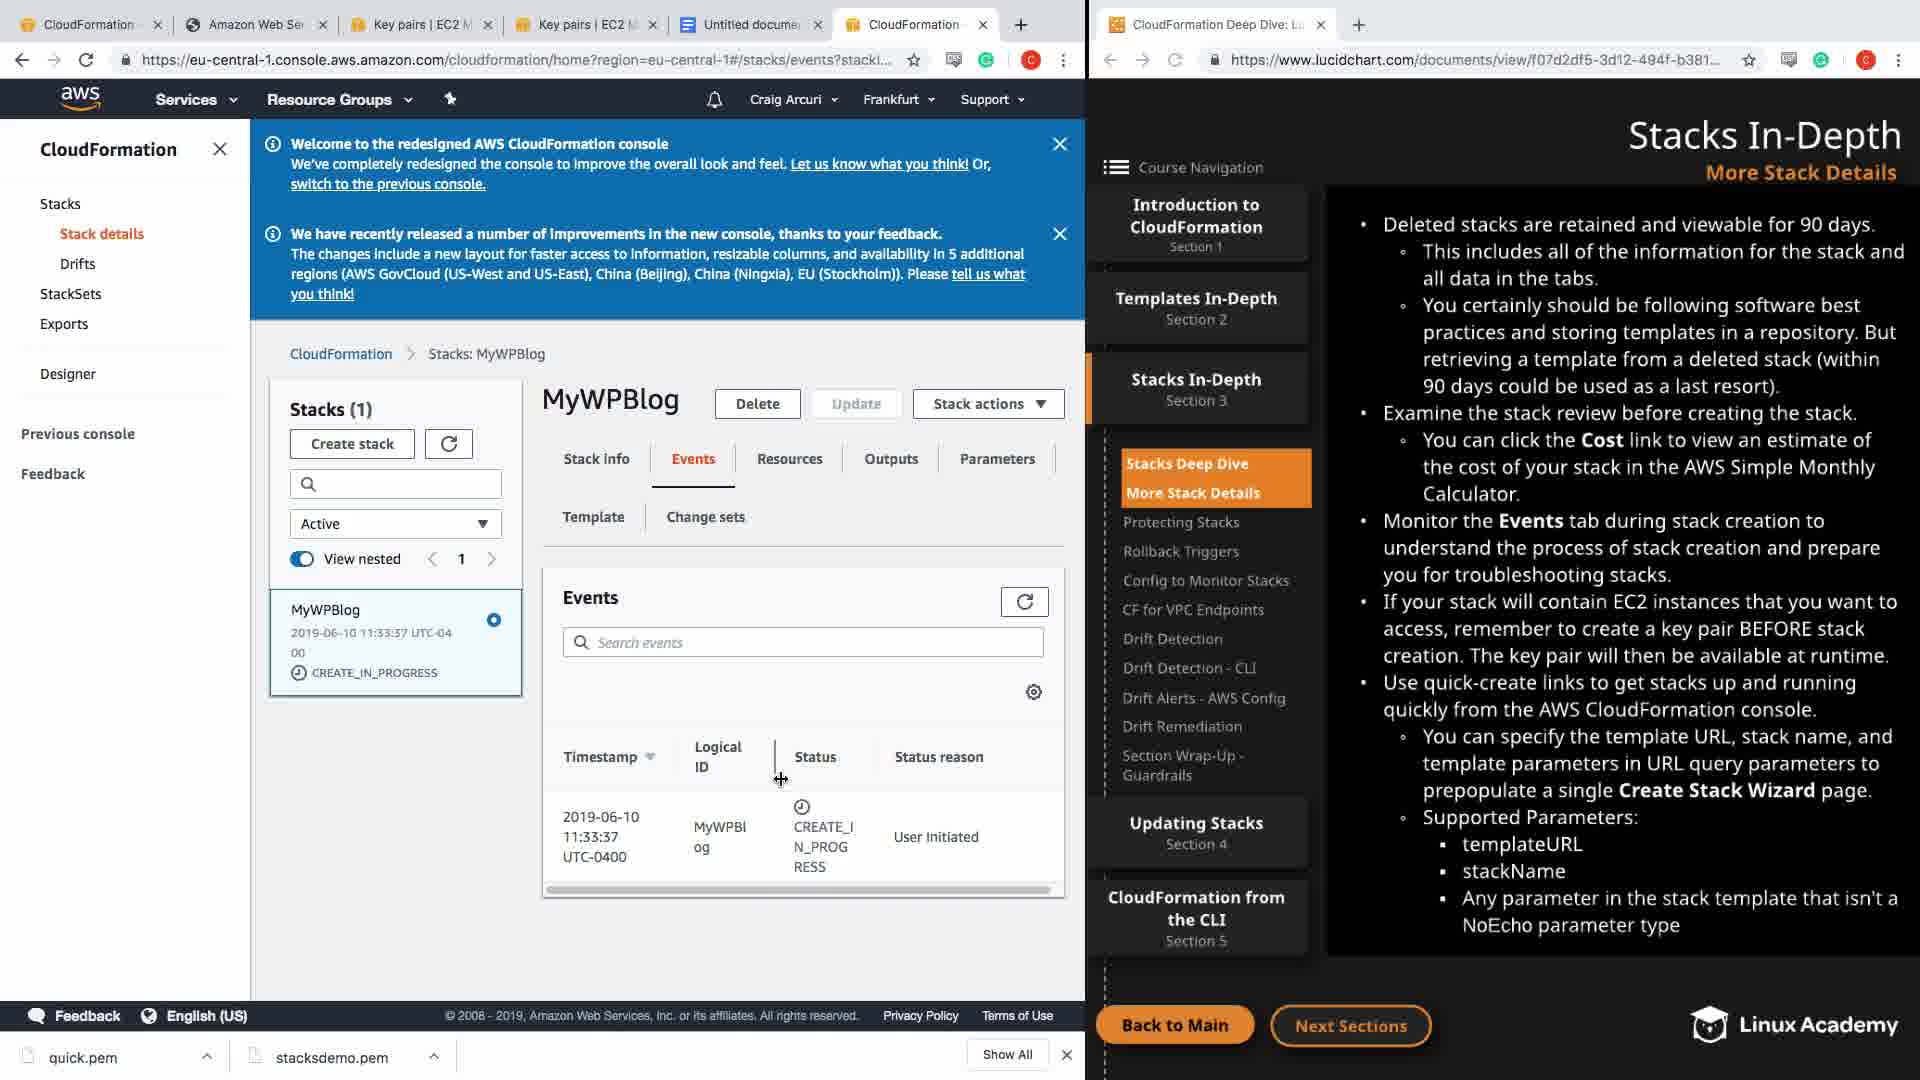 CloudFormation
Amazon Web Ser
Key pairs | EC2 M
Key pairs | EC2 M
Untitled docume
CloudFormation
https://eu-central-1.console.aws.amazon.com/cloudformation/home?region=eu-central-1#/stacks/events?stacki...
aws
Services
Resource Groups
Craig Arcuri
Frankfurt
Support
CloudFormation
Stacks
Stack details
Drifts
StackSets
Exports
Designer
Previous console
Feedback
Welcome to the redesigned AWS CloudFormation console
We've completely redesigned the console to improve the overall look and feel. Let us know what you think! Or,
switch to the previous console.
We have recently released a number of improvements in the new console, thanks to your feedback.
The changes include a new layout for faster access to information, resizable columns, and availability in 5 additional
regions (AWS GovCloud (US-West and US-East), China (Beijing), China (Ningxia), EU (Stockholm)). Please tell us what
you think!
CloudFormation
Stacks: MyWPBlog
Stacks (1)
Create stack
Active
View nested
1
MyWPBlog
2019-06-10 11:33:37 UTC-04
00
CREATE_IN_PROGRESS
MyWPBlog
Delete
Update
Stack actions
Stack info
Events
Resources
Outputs
Parameters
Template
Change sets
Events
Search events
Timestamp
Logical
ID
Status
Status reason
2019-06-10
11:33:37
UTC-0400
MyWPBl
og
CREATE_I
N_PROG
RESS
User Initiated
Feedback
English (US)
© 2008 - 2019, Amazon Web Services, Inc. or its affiliates. All rights reserved.
Privacy Policy
Terms of Use
quick.pem
stacksdemo.pem
Show All
CloudFormation Deep Dive: L
https://www.lucidchart.com/documents/view/f07d2df5-3d12-494f-b381...
C
C
Stacks In-Depth
More Stack Details
Course Navigation
Introduction to
CloudFormation
Section 1
Templates In-Depth
Section 2
Stacks In-Depth
Section 3
Stacks Deep Dive
More Stack Details
Protecting Stacks
Rollback Triggers
Config to Monitor Stacks
CF for VPC Endpoints
Drift Detection
Drift Detection - CLI
Drift Alerts - AWS Config
Drift Remediation
Section Wrap-Up -
Guardrails
Updating Stacks
Section 4
CloudFormation from
the CLI
Section 5
• Deleted stacks are retained and viewable for 90 days.
◦ This includes all of the information for the stack and
all data in the tabs.
◦ You certainly should be following software best
practices and storing templates in a repository. But
retrieving a template from a deleted stack (within
90 days could be used as a last resort).
• Examine the stack review before creating the stack.
◦ You can click the Cost link to view an estimate of
the cost of your stack in the AWS Simple Monthly
Calculator.
• Monitor the Events tab during stack creation to
understand the process of stack creation and prepare
you for troubleshooting stacks.
• If your stack will contain EC2 instances that you want to
access, remember to create a key pair BEFORE stack
creation. The key pair will then be available at runtime.
• Use quick-create links to get stacks up and running
quickly from the AWS CloudFormation console.
◦ You can specify the template URL, stack name, and
template parameters in URL query parameters to
prepopulate a single Create Stack Wizard page.
◦ Supported Parameters:
▪ templateURL
▪ stackName
▪ Any parameter in the stack template that isn't a
NoEcho parameter type
Back to Main
Next Sections
Linux Academy